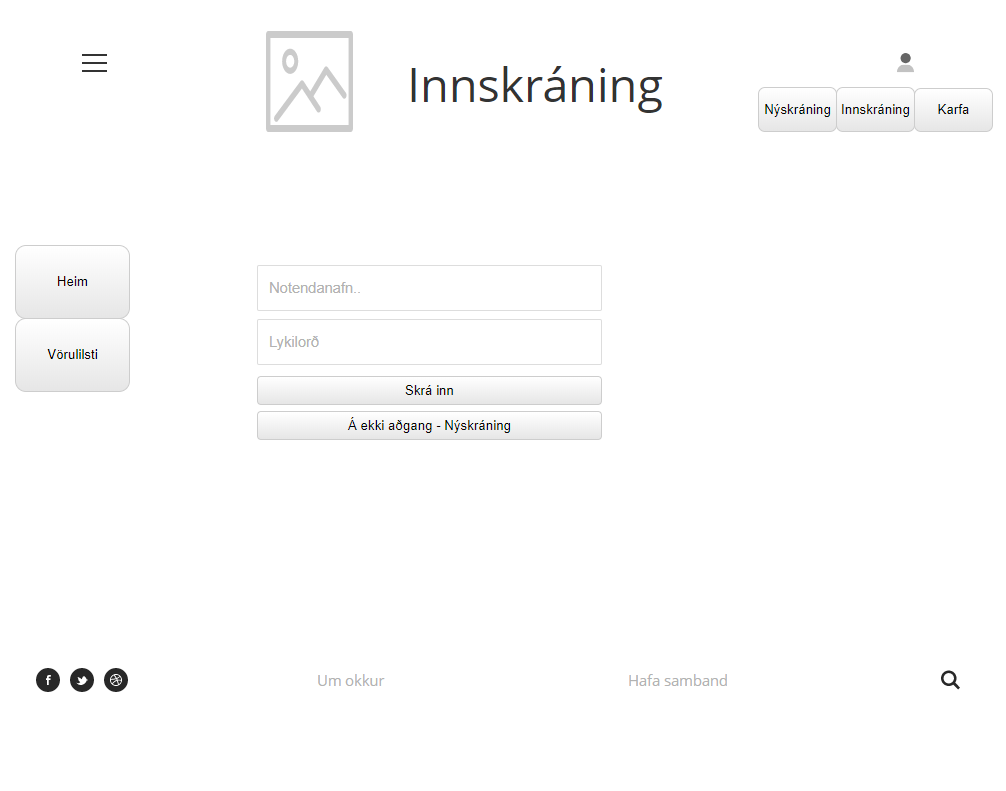 Innskráning
Nýskráning
Innskráning
Karfa
Heim
Vörulilsti
Notendanafn..
Lykilorð
Skrá inn
Á ekki aðgang - Nýskráning
Um okkur
Hafa samband